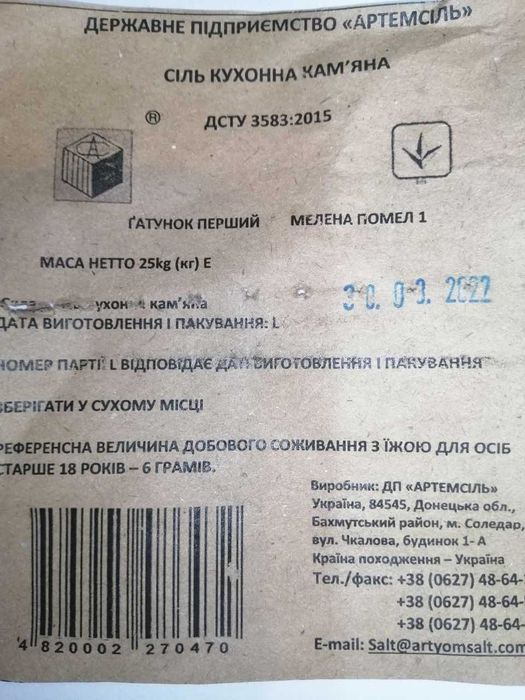 ДЕРЖАВНЕ ПІДПРИЄМСТВО «АРТЕМСІЛЬ»
СІЛЬ КУХОННА КАМ'ЯНА
® ДСТУ 3583:2015
ҐАТУНОК ПЕРШИЙ МЕЛЕНА ПОМЕЛ 1
МАСА НЕТТО 25kg (кг) Е
кам'яна
30.03.2022
ДАТА ВИГОТОВЛЕННЯ І ПАКУВАННЯ: L
НОМЕР ПАРТІЇ L ВІДПОВІДАЄ ДАТІ ВИГОТОВЛЕННЯ І ПАКУВАННЯ
ЗБЕРІГАТИ У СУХОМУ МІСЦІ
РЕФЕРЕНСНА ВЕЛИЧИНА ДОБОВОГО СОЖИВАННЯ З ЇЖОЮ ДЛЯ ОСІБ
СТАРШЕ 18 РОКІВ – 6 ГРАМІВ.
Виробник: ДП «АРТЕМСІЛЬ»
Україна, 84545, Донецька обл.,
Бахмутський район, м. Соледар,
вул. Чкалова, будинок 1- А
Країна походження – Україна
Тел./факс: +38 (0627) 48-64-
+38 (0627) 48-64-
+38 (0627) 48-64-
E-mail: Salt@artyomsalt.com
4 820002 270470